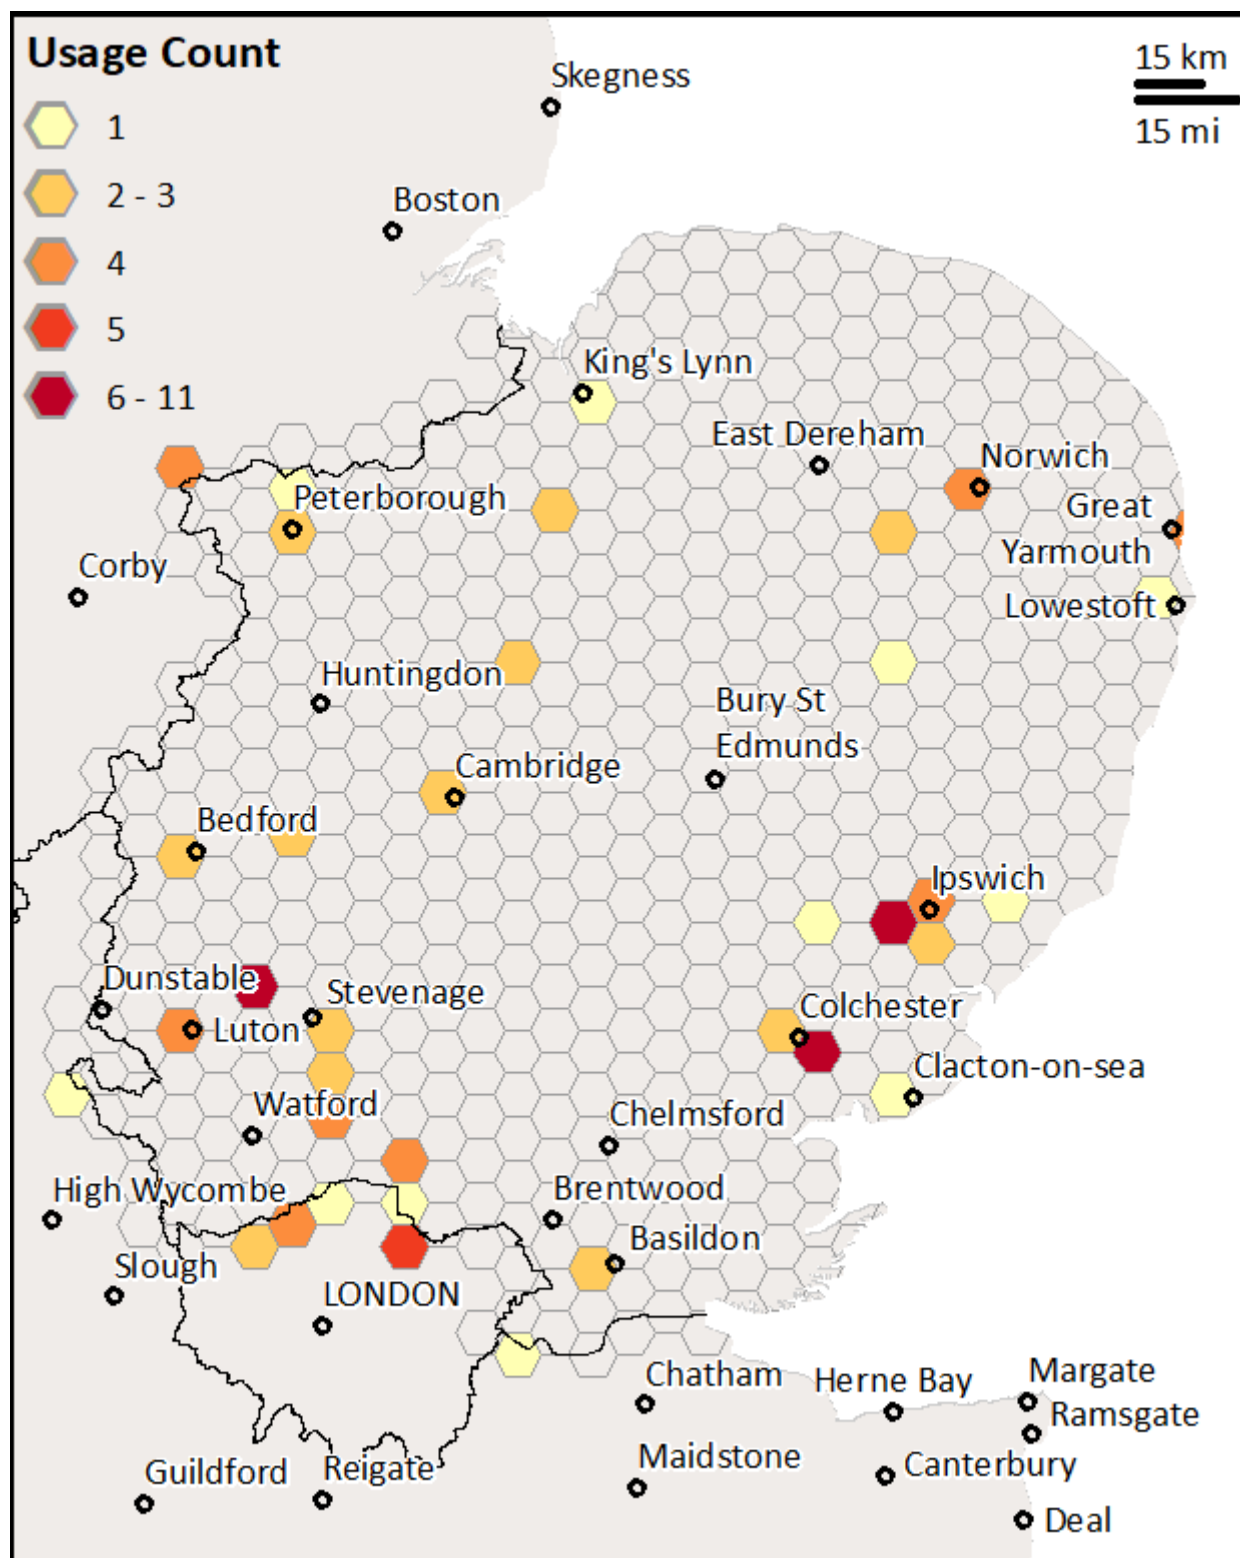 Usage Count
1
2 - 3
4
5
6 - 11
15 km
15 mi
Skegness
Boston
King's Lynn
East Dereham
Norwich
Peterborough
Great
Yarmouth
Corby
Lowestoft
Huntingdon
Bury St
Edmunds
Cambridge
Bedford
Ipswich
Dunstable
Stevenage
Luton
Colchester
Clacton-on-sea
Watford
Chelmsford
High Wycombe
Brentwood
Basildon
Slough
LONDON
Chatham
Herne Bay
Margate
Ramsgate
Guildford
Reigate
Maidstone
Canterbury
Deal